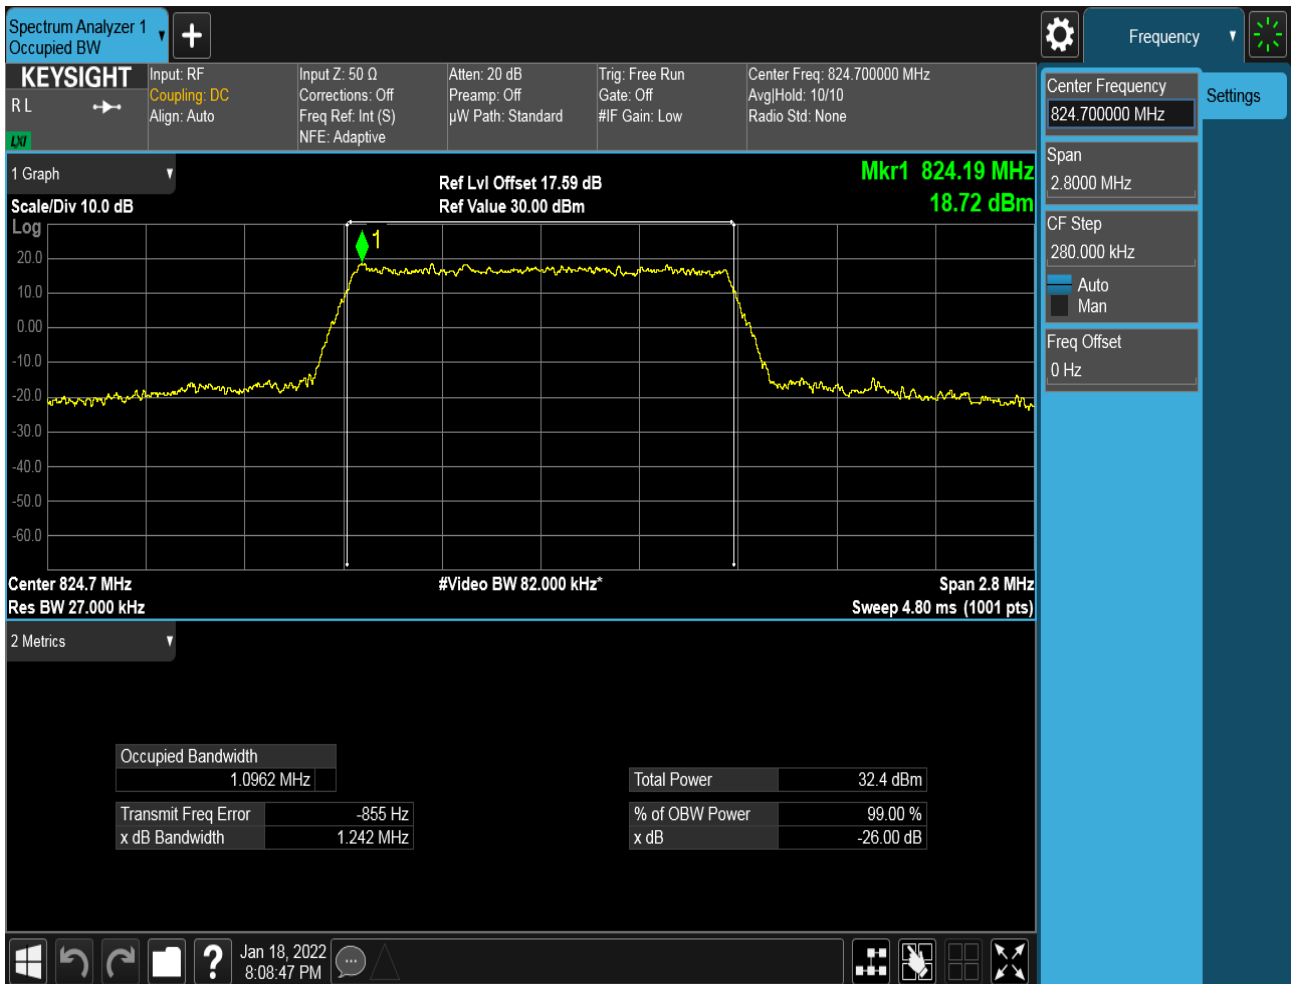 Spectrum Analyzer 1
Occupied BW
Frequency
KEYSIGHT
R L
LXI
Input: RF
Coupling: DC
Align: Auto
Input Z: 50 Ω
Corrections: Off
Freq Ref: Int (S)
NFE: Adaptive
Atten: 20 dB
Preamp: Off
µW Path: Standard
Trig: Free Run
Gate: Off
#IF Gain: Low
Center Freq: 824.700000 MHz
Avg|Hold: 10/10
Radio Std: None
Center Frequency
824.700000 MHz
Settings
Span
2.8000 MHz
CF Step
280.000 kHz
Auto
Man
Freq Offset
0 Hz
1 Graph
Scale/Div 10.0 dB
Ref Lvl Offset 17.59 dB
Ref Value 30.00 dBm
Mkr1 824.19 MHz
18.72 dBm
Log
1
20.0
10.0
0.00
-10.0
-20.0
-30.0
-40.0
-50.0
-60.0
Center 824.7 MHz
#Video BW 82.000 kHz*
Span 2.8 MHz
Res BW 27.000 kHz
Sweep 4.80 ms (1001 pts)
2 Metrics
Occupied Bandwidth
1.0962 MHz
Total Power 32.4 dBm
Transmit Freq Error -855 Hz
% of OBW Power 99.00 %
x dB Bandwidth 1.242 MHz
x dB -26.00 dB
?
Jan 18, 2022
8:08:47 PM